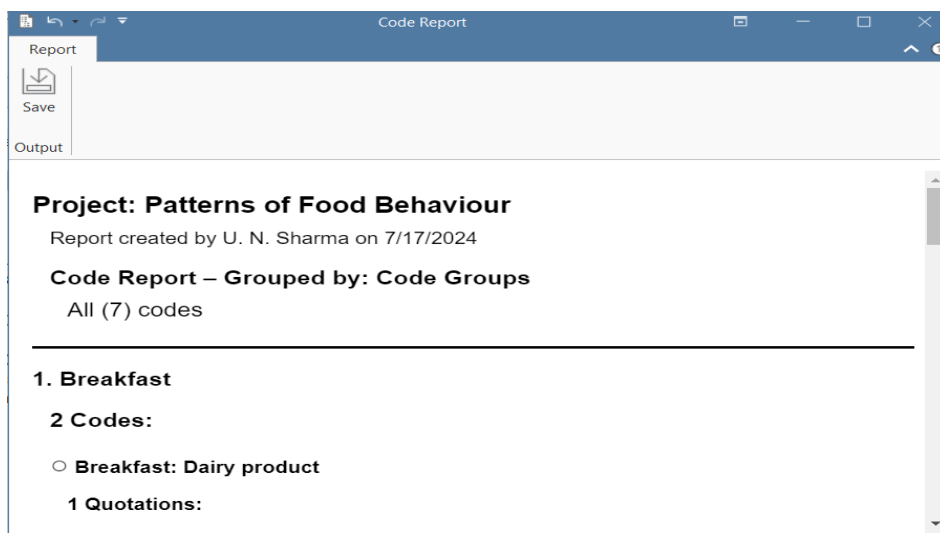 Code Report
Report
Save
Output
Project: Patterns of Food Behaviour
Report created by U. N. Sharma on 7/17/2024
Code Report – Grouped by: Code Groups
All (7) codes
1. Breakfast
2 Codes:
Breakfast: Dairy product
1 Quotations: